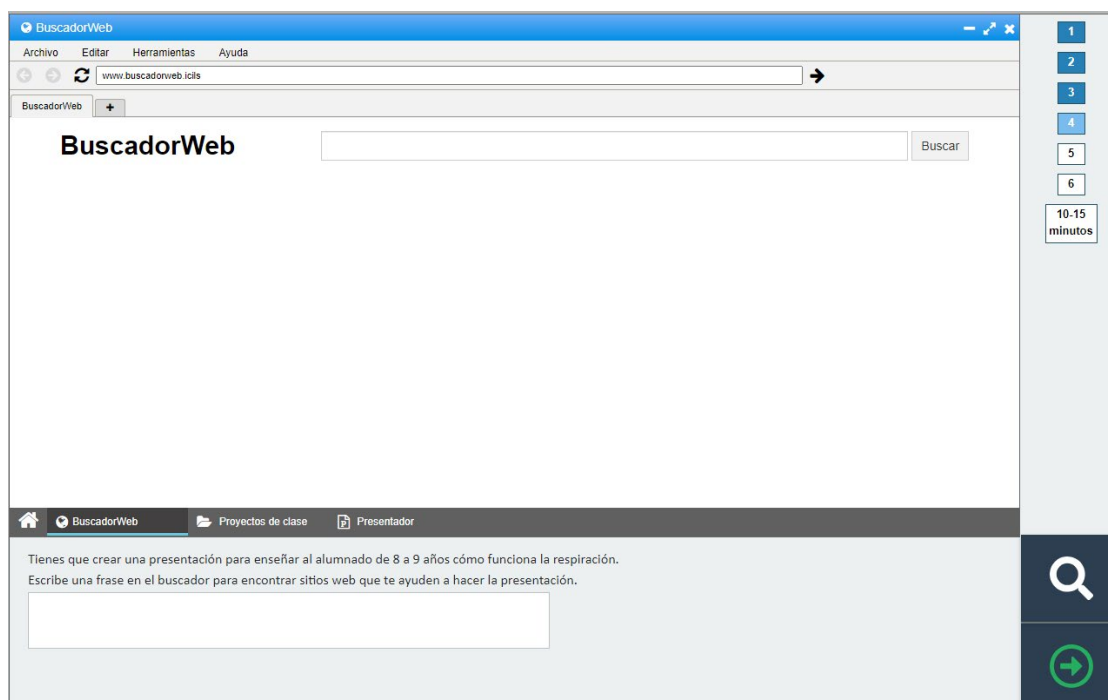 BuscadorWeb
Archivo Editar Herramientas Ayuda
www.buscadorweb.icils
BuscadorWeb +
BuscadorWeb
Buscar
BuscadorWeb Proyectos de clase P Presentador
Tienes que crear una presentación para enseñar al alumnado de 8 a 9 años cómo funciona la respiración.
Escribe una frase en el buscador para encontrar sitios web que te ayuden a hacer la presentación.
1
2
3
4
5
6
10-15
minutos